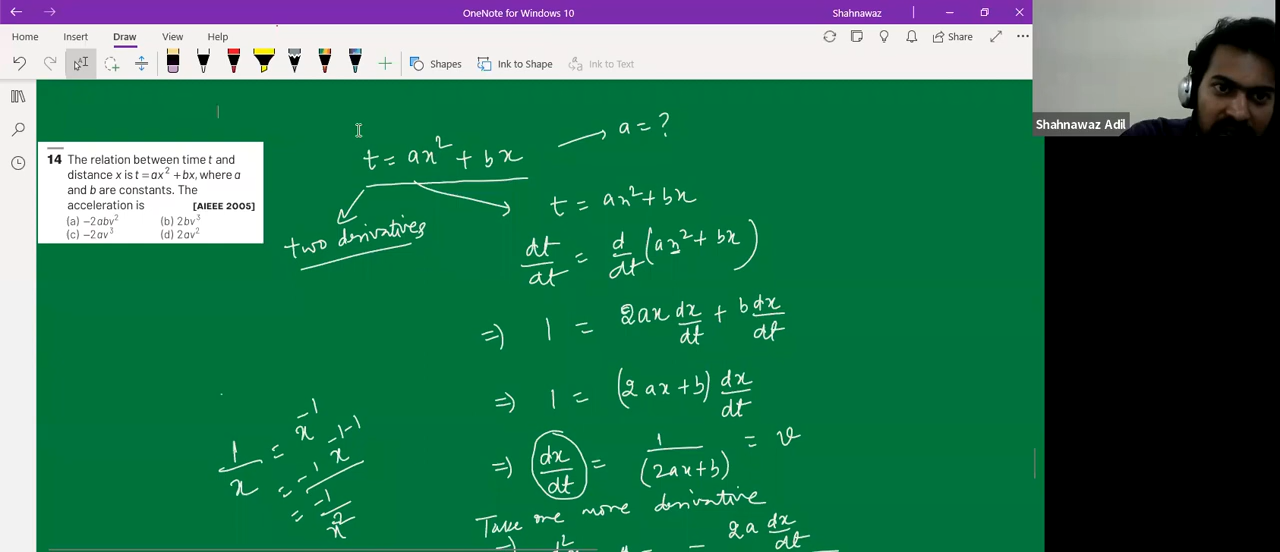 OneNote for Windows 10
Shahnawaz
Home Insert Draw View Help
Share
Shapes
Ink to Shape
Ink to Text
Shahnawaz Adil
14 The relation between time t and
distance x is t = ax² + bx, where a
and b are constants. The
acceleration is [AIEEE 2005]
(a) −2abv² (b) 2bv³
(c) −2av³ (d) 2av²
t = ax² + bx
a = ?
two derivatives
t = ax² + bx
dt/dt = d/dt (ax² + bx)
⇒ 1 = 2ax dx/dt + b dx/dt
⇒ 1 = (2ax + b) dx/dt
⇒ dx/dt = 1/(2ax + b) = v
Take one more derivative
2a dx/dt
1/x = x⁻¹
= −1 x⁻¹⁻¹
= −1/x²